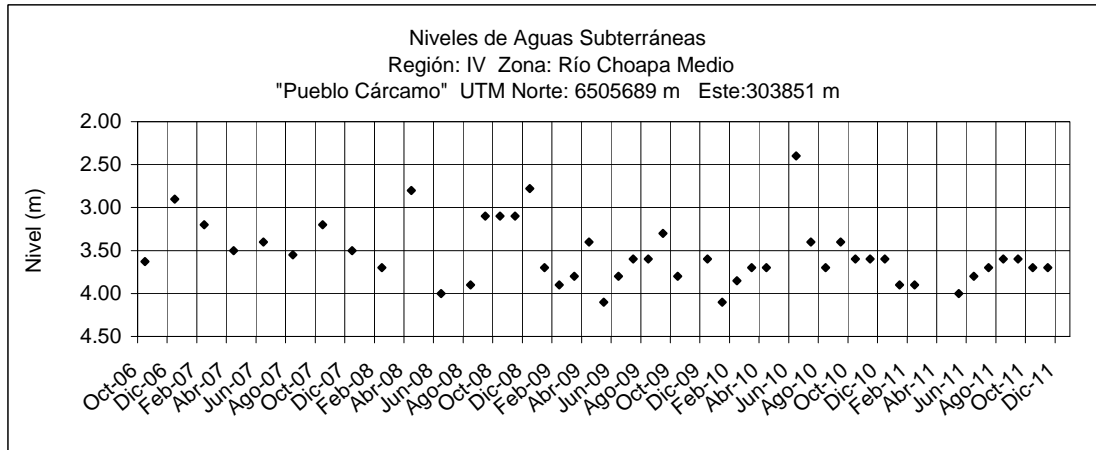 Niveles de Aguas Subterráneas
Región: IV  Zona: Río Choapa Medio
"Pueblo Cárcamo"  UTM Norte: 6505689 m   Este:303851 m
Nivel (m)
2.00
2.50
3.00
3.50
4.00
4.50
Oct-06
Dic-06
Feb-07
Abr-07
Jun-07
Ago-07
Oct-07
Dic-07
Feb-08
Abr-08
Jun-08
Ago-08
Oct-08
Dic-08
Feb-09
Abr-09
Jun-09
Ago-09
Oct-09
Dic-09
Feb-10
Abr-10
Jun-10
Ago-10
Oct-10
Dic-10
Feb-11
Abr-11
Jun-11
Ago-11
Oct-11
Dic-11